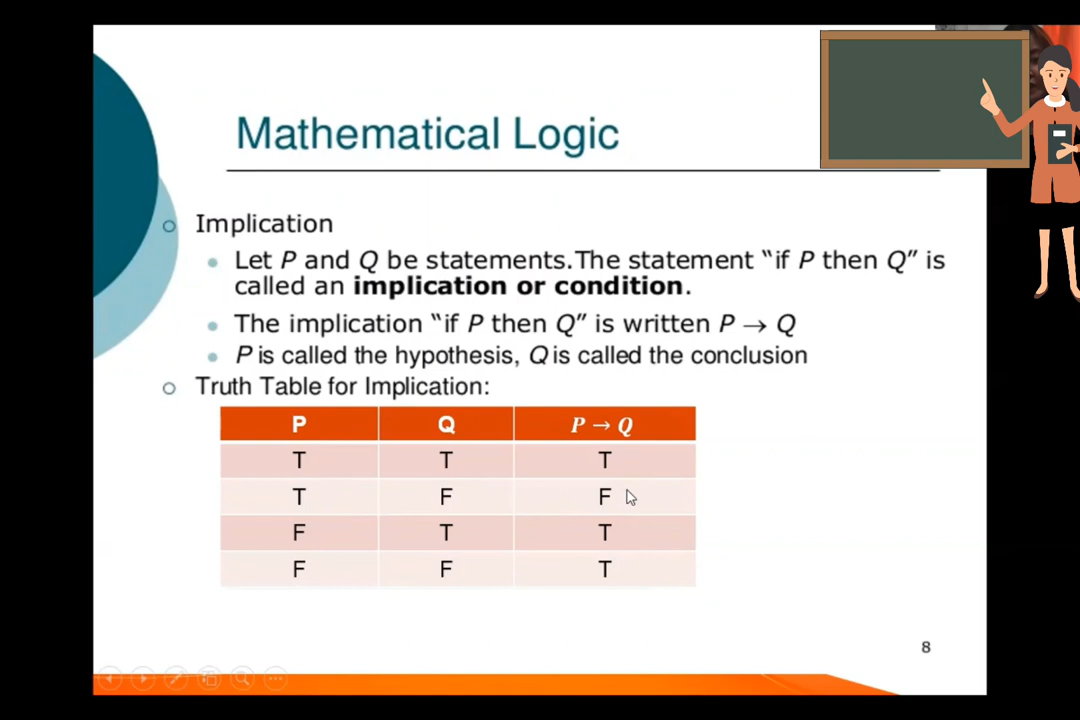 Mathematical Logic
Implication
Let P and Q be statements.The statement “if P then Q” is
called an implication or condition.
The implication “if P then Q” is written P → Q
P is called the hypothesis, Q is called the conclusion
Truth Table for Implication:
P Q P → Q
T T T
T F F
F T T
F F T
8